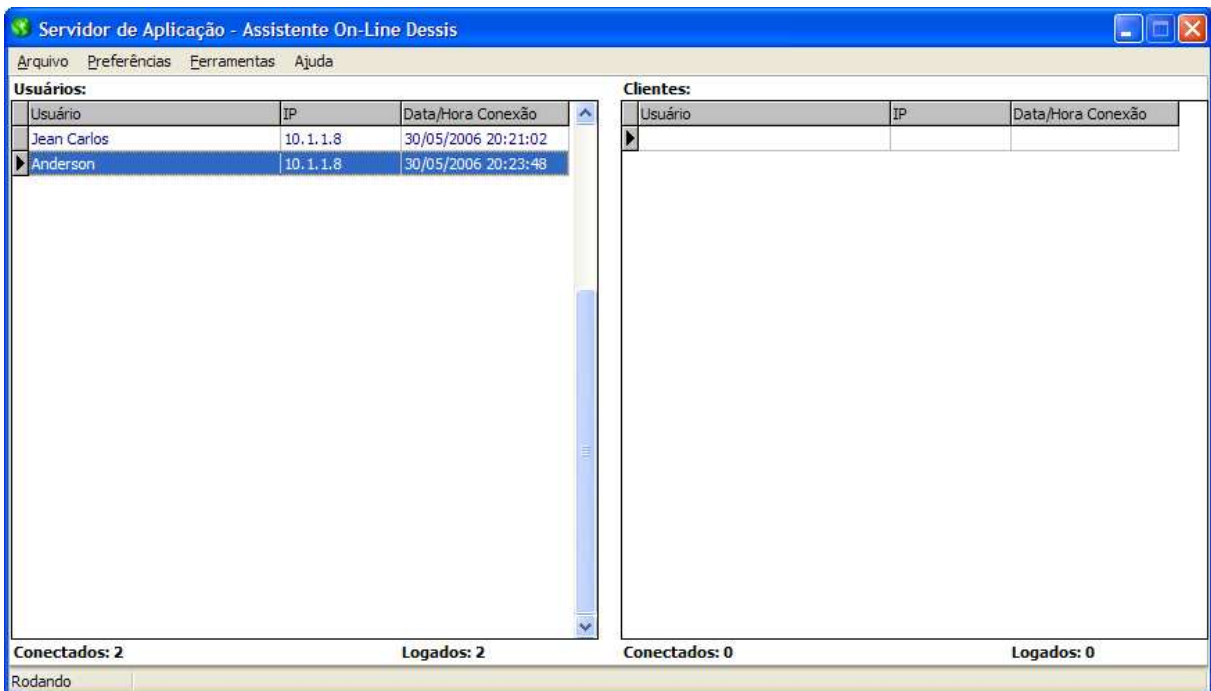 Servidor de Aplicação - Assistente On-Line Dessis
Arquivo Preferências Ferramentas Ajuda
Usuários:
Usuário IP Data/Hora Conexão
Jean Carlos 10.1.1.8 30/05/2006 20:21:02
Anderson 10.1.1.8 30/05/2006 20:23:48
Conectados: 2 Logados: 2
Clientes:
Usuário IP Data/Hora Conexão
Conectados: 0 Logados: 0
Rodando